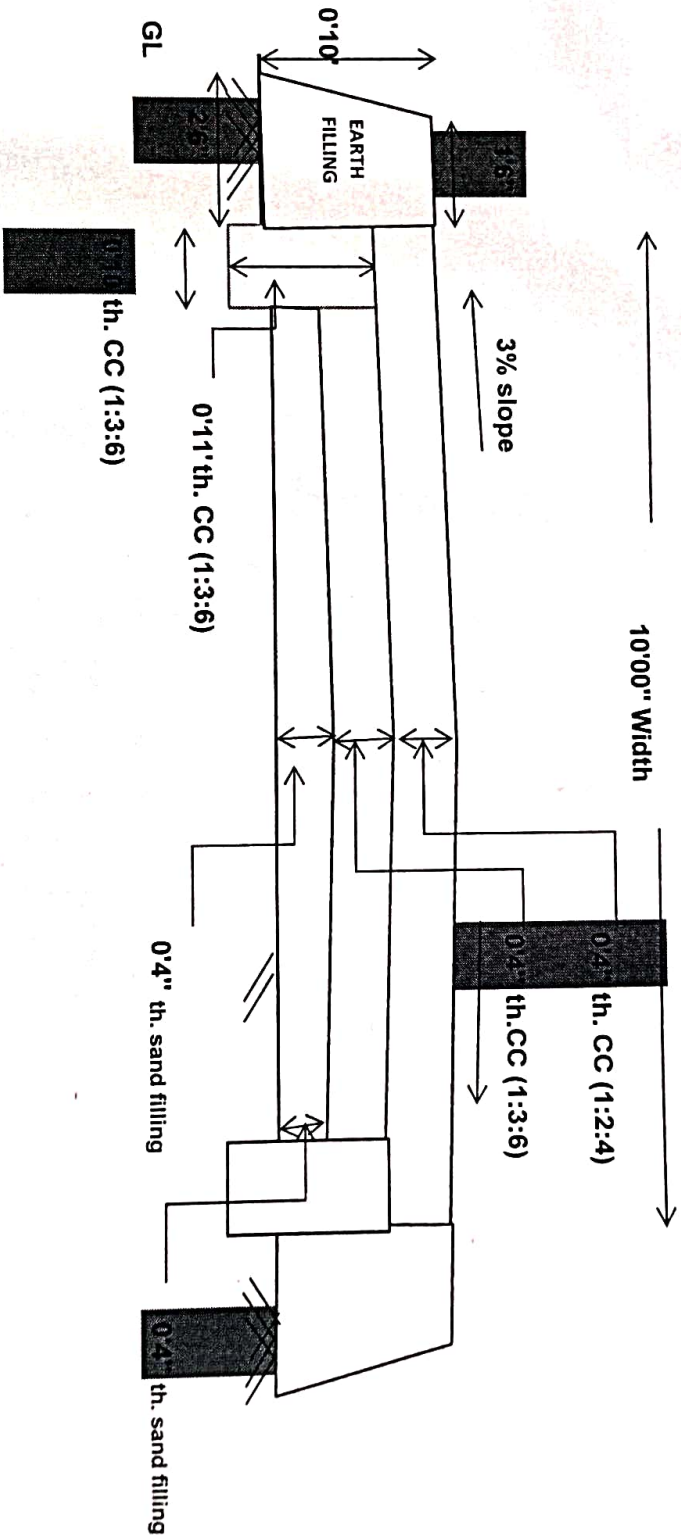 10'00" Width
0'4" th. CC (1:2:4)
0'4" th.CC (1:3:6)
3% slope
1'6"
0'10'
EARTH
FILLING
GL
2'6"
0'11' th. CC (1:3:6)
th. CC (1:3:6)
0'4" th. sand filling
0'4" th. sand filling